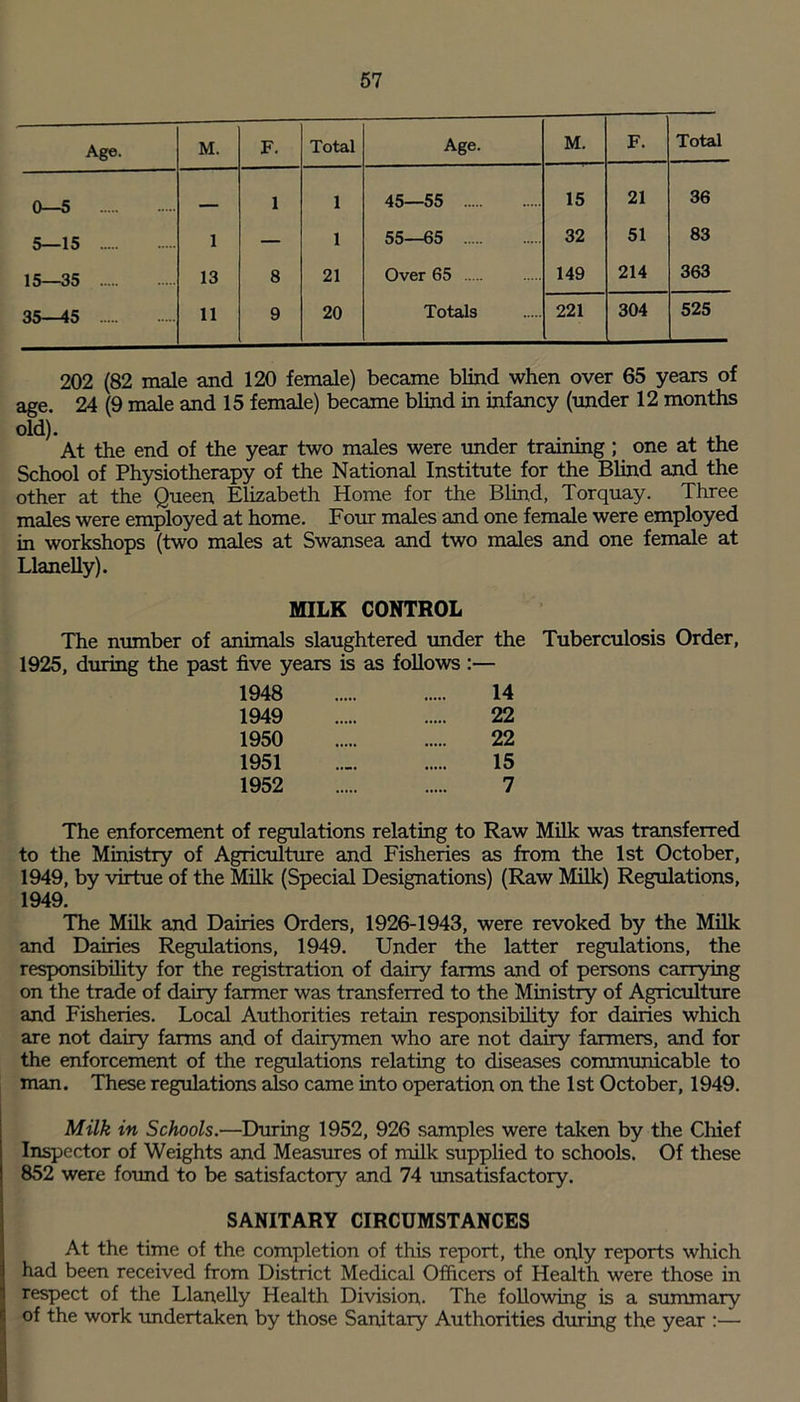 57
Age. M. F. Total Age. M. F. Total
0—5 ..... ..... — 1 1 45—55 ..... ..... 15 21 36
5—15 ..... ..... 1 — 1 55—65 ..... ..... 32 51 83
15—35 ..... ..... 13 8 21 Over 65 ..... ..... 149 214 363
35—45 ..... ..... 11 9 20 Totals ..... 221 304 525
202 (82 male and 120 female) became blind when over 65 years of
age. 24 (9 male and 15 female) became blind in infancy (under 12 months
old).
At the end of the year two males were under training ; one at the
School of Physiotherapy of the National Institute for the Blind and the
other at the Queen Elizabeth Home for the Blind, Torquay. Three
males were employed at home. Four males and one female were employed
in workshops (two males at Swansea and two males and one female at
Llanelly).
MILK CONTROL
The number of animals slaughtered under the Tuberculosis Order,
1925, during the past five years is as follows :—
1948 ..... ..... 14
1949 ..... ..... 22
1950 ..... ..... 22
1951 ..... ..... 15
1952 ..... ..... 7
The enforcement of regulations relating to Raw Milk was transferred
to the Ministry of Agriculture and Fisheries as from the 1st October,
1949, by virtue of the Milk (Special Designations) (Raw Milk) Regulations,
1949.
The Milk and Dairies Orders, 1926-1943, were revoked by the Milk
and Dairies Regulations, 1949. Under the latter regulations, the
responsibility for the registration of dairy farms and of persons carrying
on the trade of dairy farmer was transferred to the Ministry of Agriculture
and Fisheries. Local Authorities retain responsibility for dairies which
are not dairy farms and of dairymen who are not dairy farmers, and for
the enforcement of the regulations relating to diseases communicable to
man. These regulations also came into operation on the 1st October, 1949.
Milk in Schools.—During 1952, 926 samples were taken by the Chief
Inspector of Weights and Measures of milk supplied to schools. Of these
852 were found to be satisfactory and 74 unsatisfactory.
SANITARY CIRCUMSTANCES
At the time of the completion of this report, the only reports which
had been received from District Medical Officers of Health were those in
respect of the Llanelly Health Division. The following is a summary
of the work undertaken by those Sanitary Authorities during the year :—